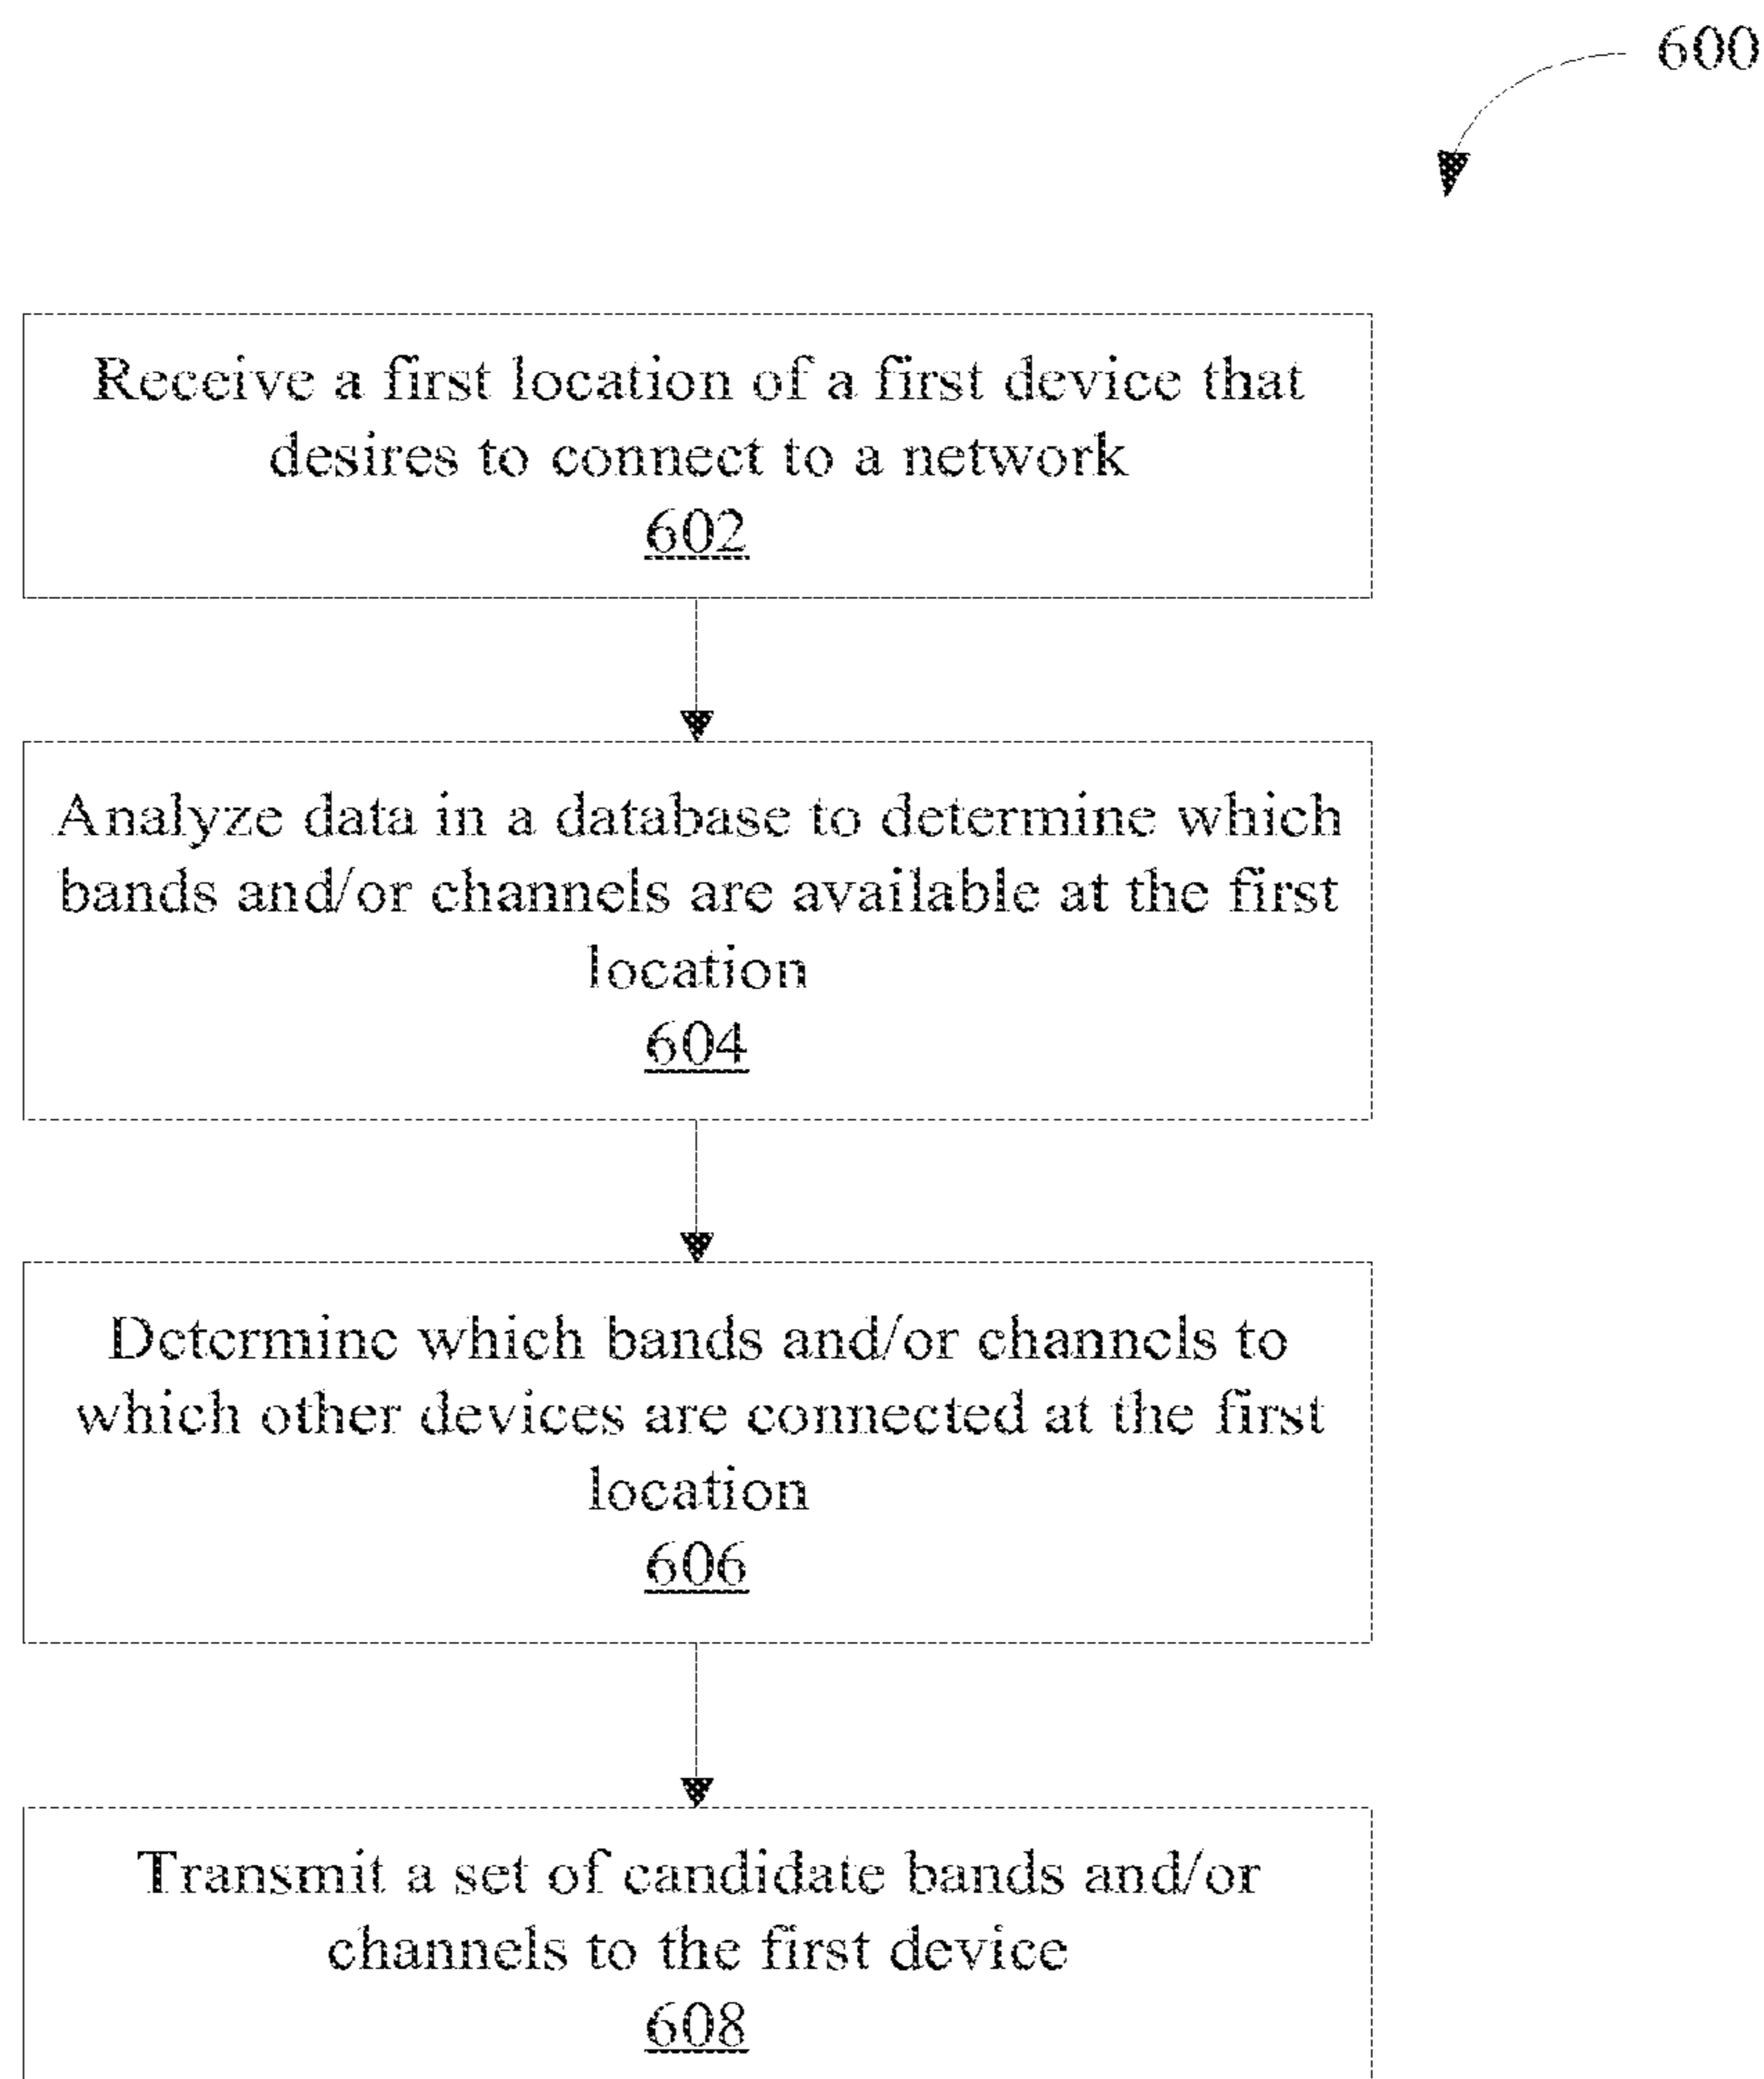 600
Receive a first location of a first device that
desires to connect to a network
602
Analyze data in a database to determine which
bands and/or channels are available at the first
location
604
Determine which bands and/or channels to
which other devices are connected at the first
location
606
Transmit a set of candidate bands and/or
channels to the first device
608